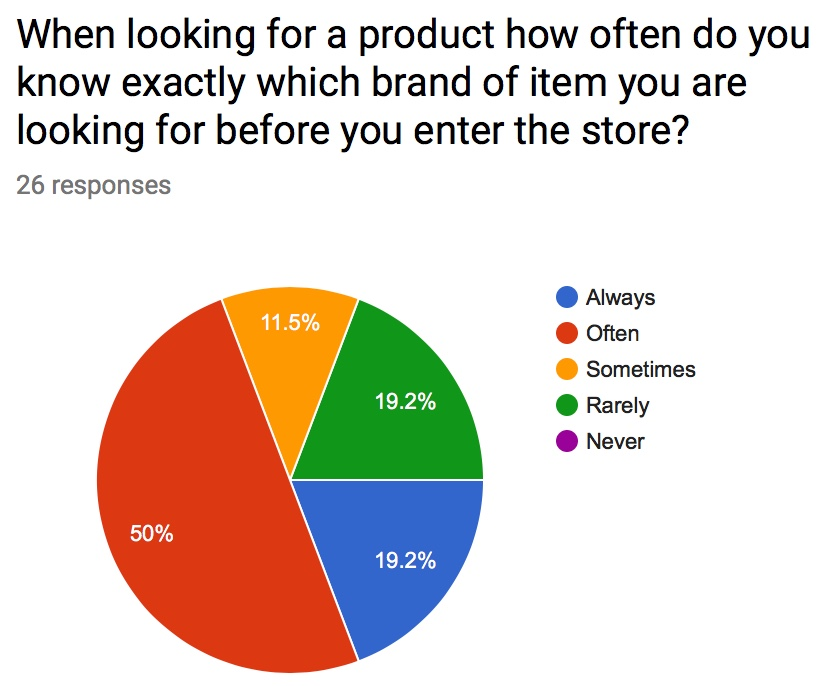 When looking for a product how often do you
know exactly which brand of item you are
looking for before you enter the store?
26 responses
11.5%
19.2%
50%
19.2%
Always
Often
Sometimes
Rarely
Never